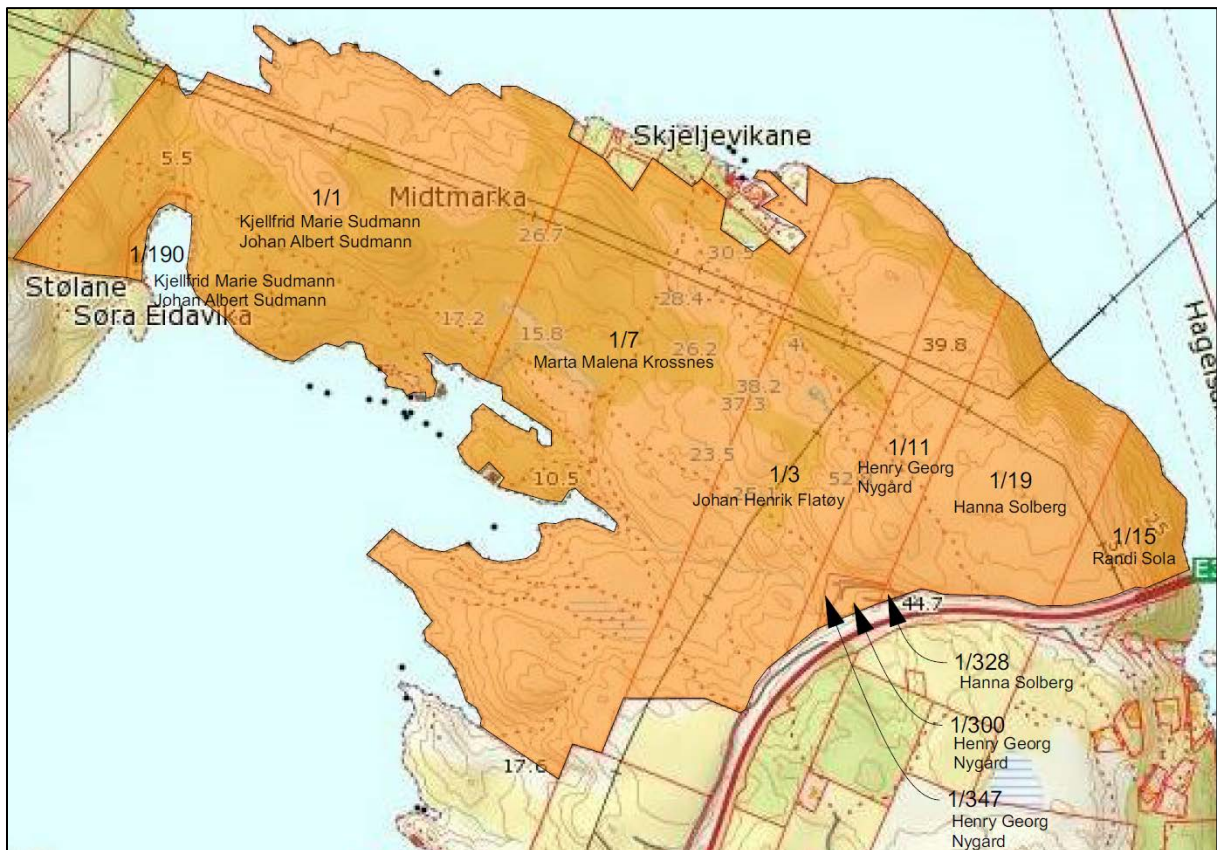 Skjeljevikane
5.5
1/1
Midtmarka
Kjellfrid Marie Sudmann
Johan Albert Sudmann
26.7
30.3
1/190
Kjellfrid Marie Sudmann
Johan Albert Sudmann
Stølane
Søra Eidavika
28.4
17.2
15.8
1/7
26.2
Marta Malena Krossnes
39.8
38.2
37.3
23.5
10.5
1/3
Johan Henrik Flatøy
1/11
Henry Georg
Nygård
1/19
Hanna Solberg
1/15
Randi Sola
44.7
1/328
Hanna Solberg
1/300
Henry Georg
Nygård
17.6
1/347
Henry Georg
Nygård